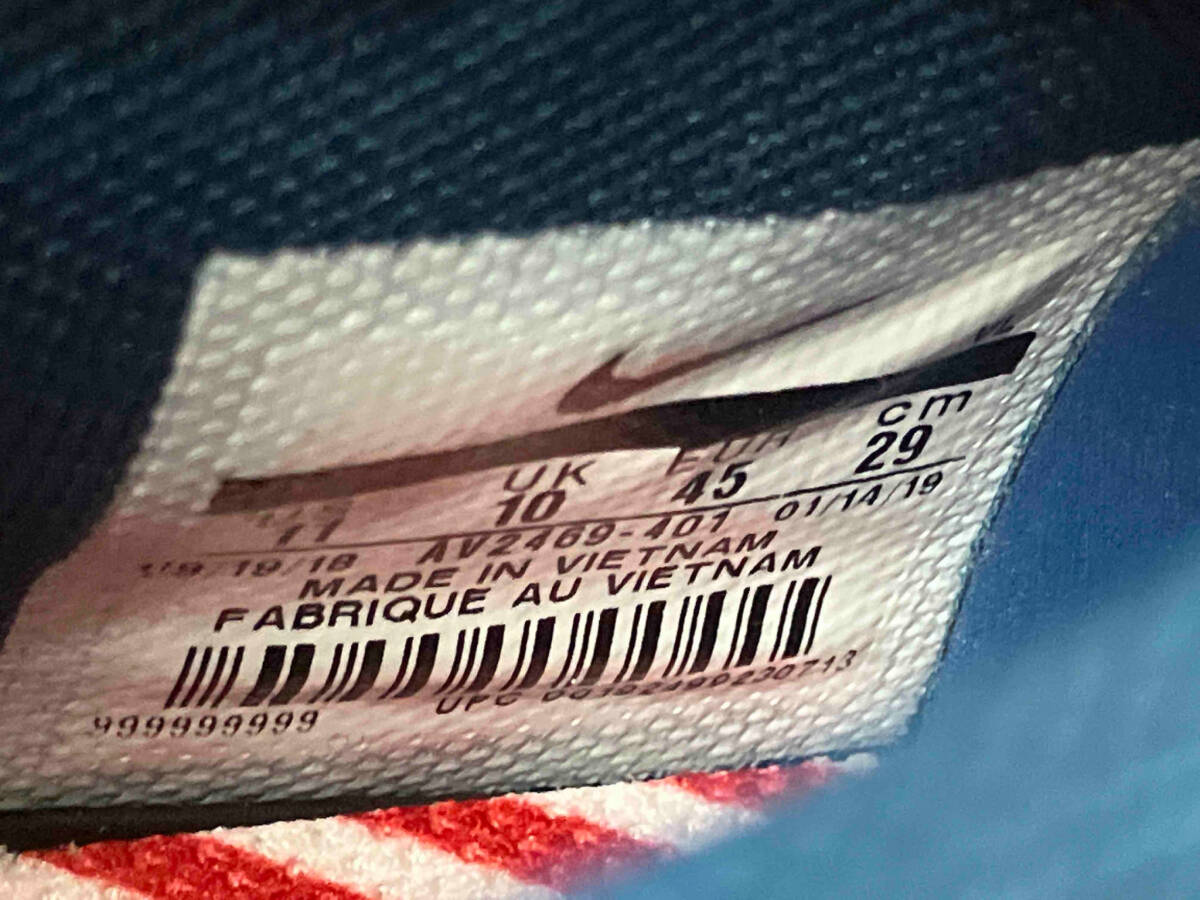 UK EUR cm
11 10 45 29
AV2469-401 01/14/19
MADE IN VIETNAM
FABRIQUE AU VIETNAM
999999999 UPC